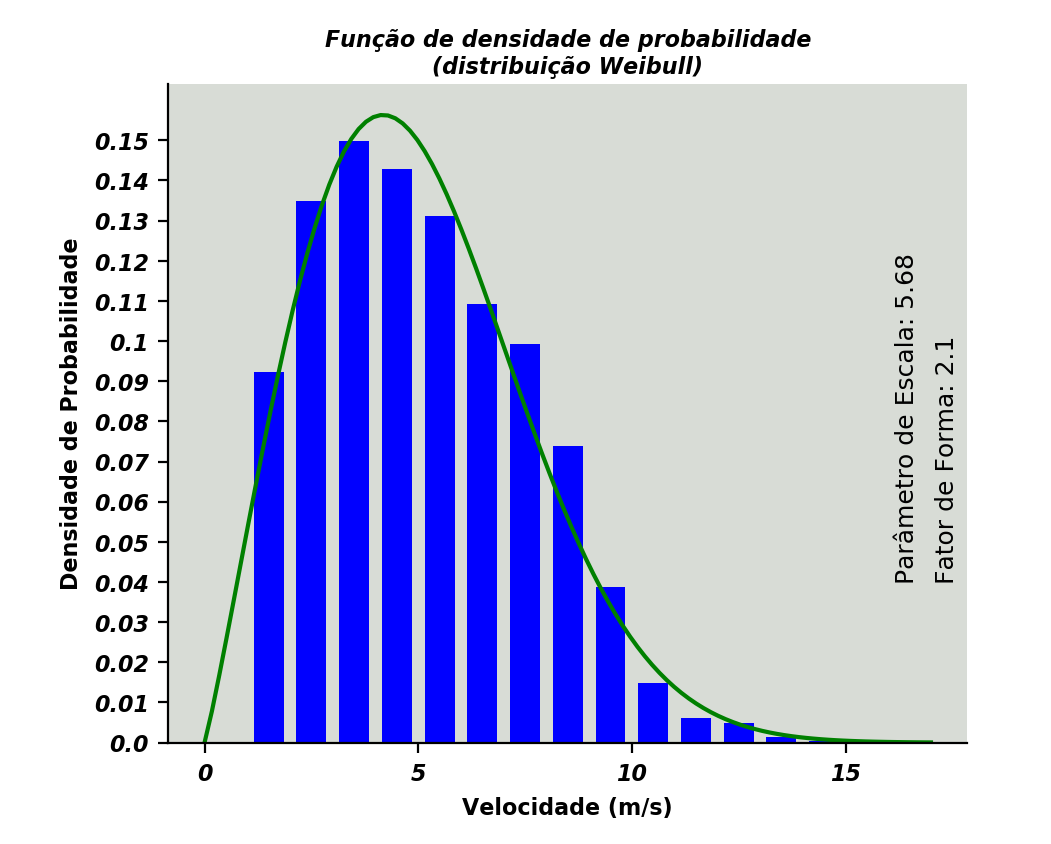 Função de densidade de probabilidade
(distribuição Weibull)
Densidade de Probabilidade
0.15
0.14
0.13
0.12
0.11
0.1
0.09
0.08
0.07
0.06
0.05
0.04
0.03
0.02
0.01
0.0
Parâmetro de Escala: 5.68
Fator de Forma: 2.1
0 5 10 15
Velocidade (m/s)